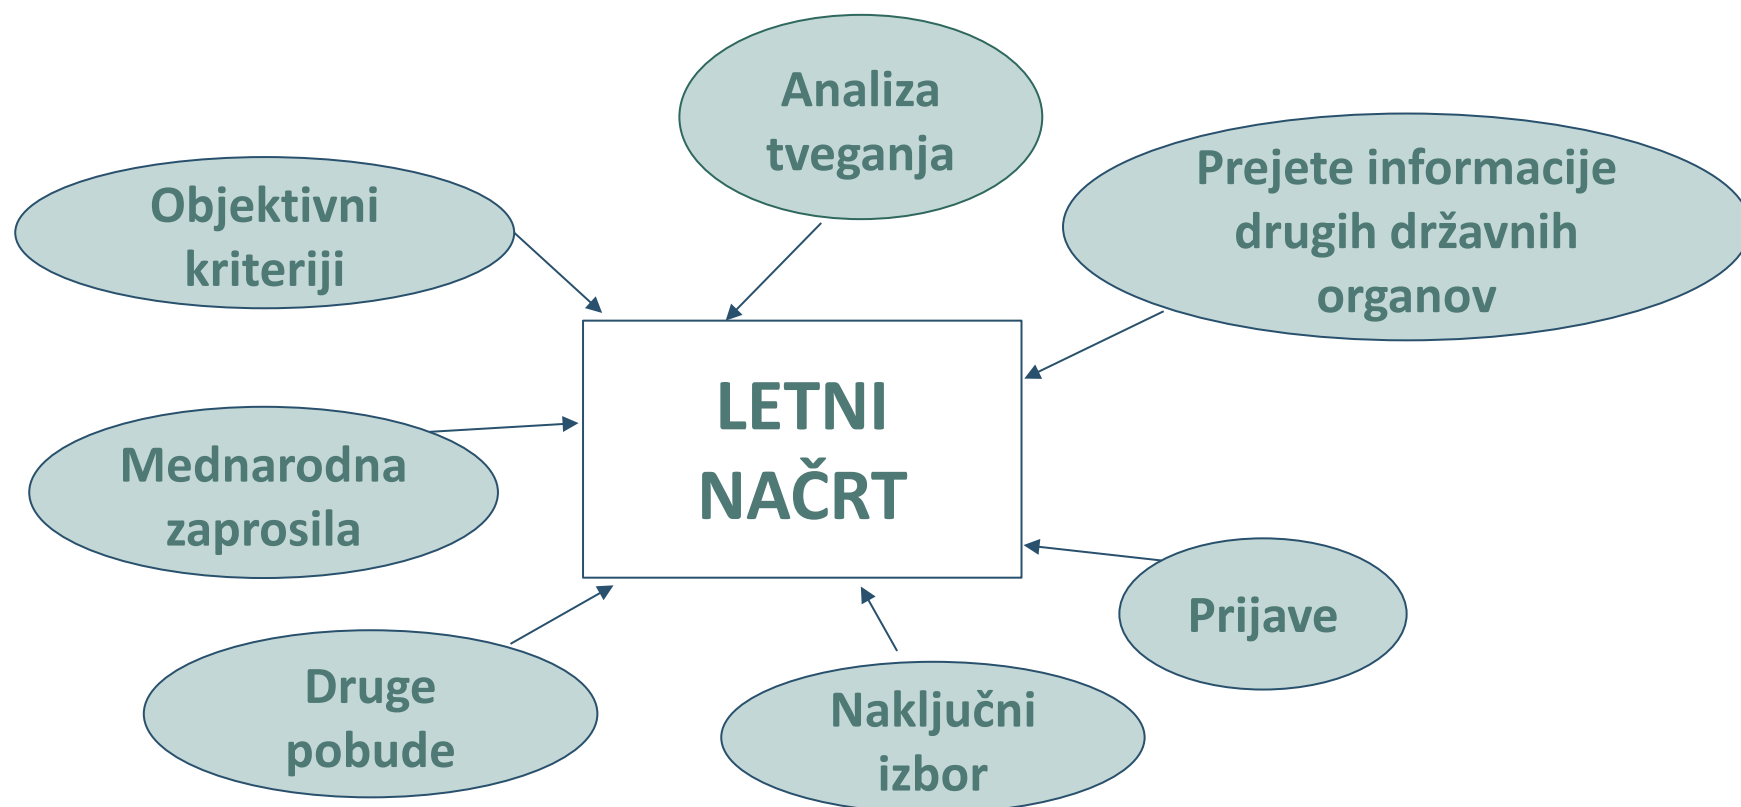 Analiza
tveganja
Objektivni
kriteriji
Prejete informacije
drugih državnih
organov
LETNI
NAČRT
Mednarodna
zaprosila
Prijave
Druge
pobude
Naključni
izbor